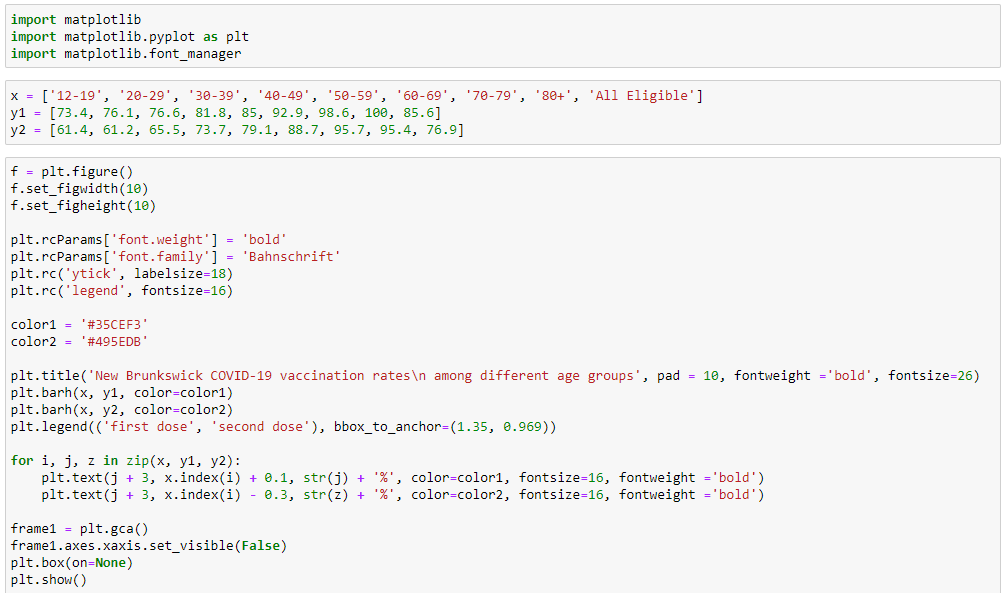 import matplotlib
import matplotlib.pyplot as plt
import matplotlib.font_manager
x = ['12-19', '20-29', '30-39', '40-49', '50-59', '60-69', '70-79', '80+', 'All Eligible']
y1 = [73.4, 76.1, 76.6, 81.8, 85, 92.9, 98.6, 100, 85.6]
y2 = [61.4, 61.2, 65.5, 73.7, 79.1, 88.7, 95.7, 95.4, 76.9]
f = plt.figure()
f.set_figwidth(10)
f.set_figheight(10)
plt.rcParams['font.weight'] = 'bold'
plt.rcParams['font.family'] = 'Bahnschrift'
plt.rc('ytick', labelsize=18)
plt.rc('legend', fontsize=16)
color1 = '#35CEF3'
color2 = '#495EDB'
plt.title('New Brunkswick COVID-19 vaccination rates\n among different age groups', pad = 10, fontweight ='bold', fontsize=26)
plt.barh(x, y1, color=color1)
plt.barh(x, y2, color=color2)
plt.legend(('first dose', 'second dose'), bbox_to_anchor=(1.35, 0.969))
for i, j, z in zip(x, y1, y2):
    plt.text(j + 3, x.index(i) + 0.1, str(j) + '%', color=color1, fontsize=16, fontweight ='bold')
    plt.text(j + 3, x.index(i) - 0.3, str(z) + '%', color=color2, fontsize=16, fontweight ='bold')
frame1 = plt.gca()
frame1.axes.xaxis.set_visible(False)
plt.box(on=None)
plt.show()